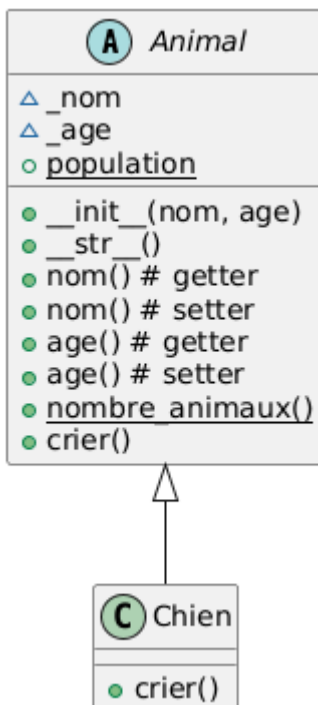 A Animal
_nom
_age
population
__init__(nom, age)
__str__()
nom() # getter
nom() # setter
age() # getter
age() # setter
nombre_animaux()
crier()
C Chien
crier()